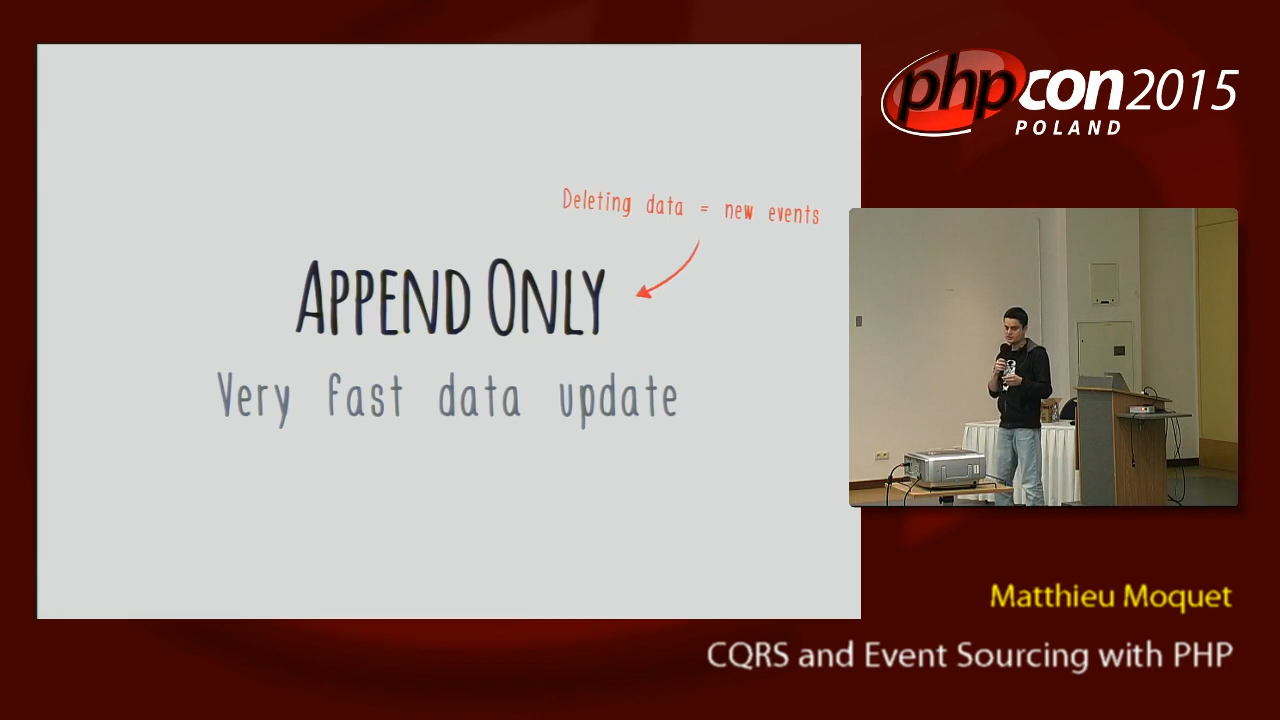 Deleting data = new events
APPEND ONLY
Very fast data update
phpcon2015
POLAND
Matthieu Moquet
CQRS and Event Sourcing with PHP